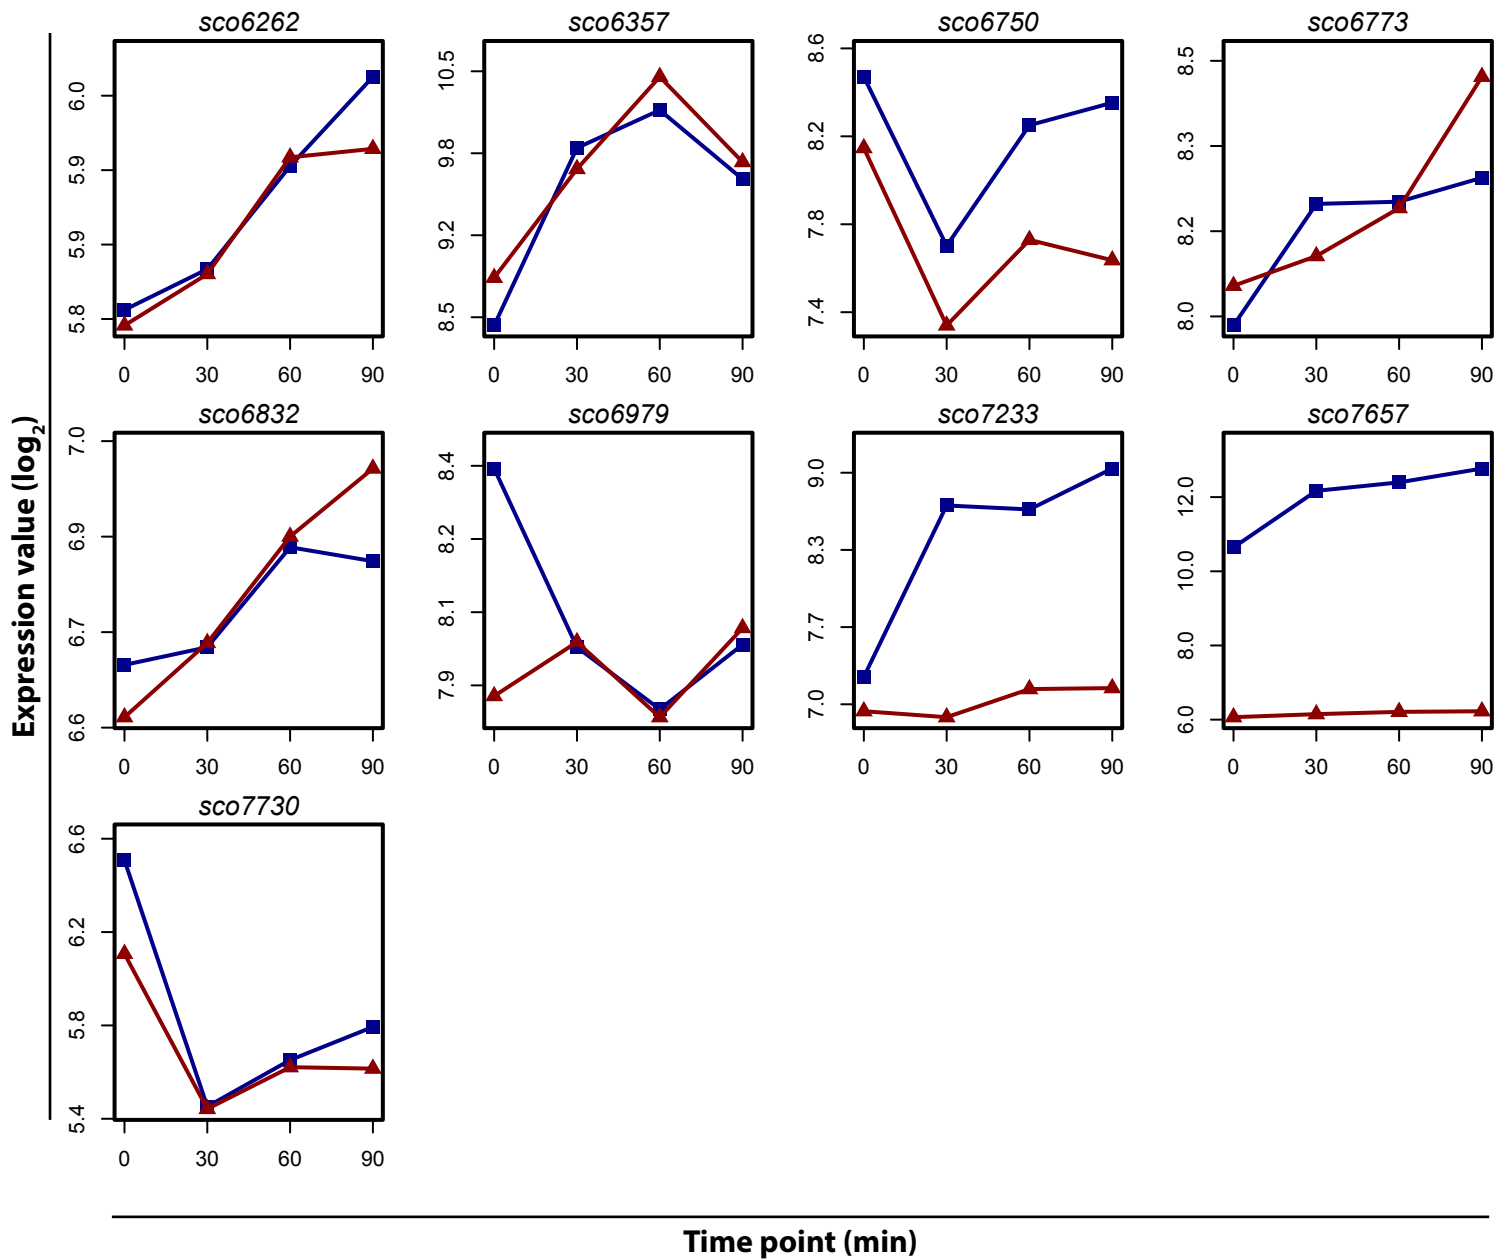 sco6262 sco6357 sco6750 sco6773
6.0 5.9 5.9 5.8
10.5 9.8 9.2 8.5
8.6 8.2 7.8 7.4
8.5 8.3 8.2 8.0
0 30 60 90 0 30 60 90 0 30 60 90 0 30 60 90
sco6832 sco6979 sco7233 sco7657
7.0 6.9 6.7 6.6
8.4 8.2 8.1 7.9
9.0 8.3 7.7 7.0
12.0 10.0 8.0 6.0
0 30 60 90 0 30 60 90 0 30 60 90 0 30 60 90
sco7730
6.6 6.2 5.8 5.4
0 30 60 90
Expression value (log2)
Time point (min)